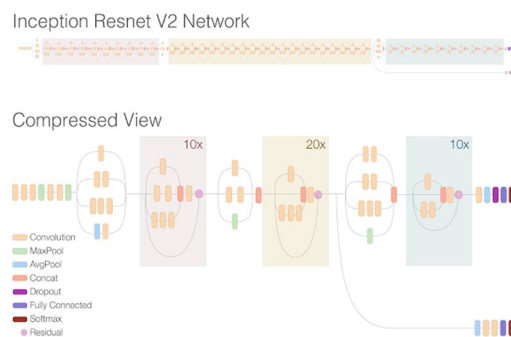 Inception Resnet V2 Network
Compressed View
10x
20x
10x
Convolution
MaxPool
AvgPool
Concat
Dropout
Fully Connected
Softmax
Residual